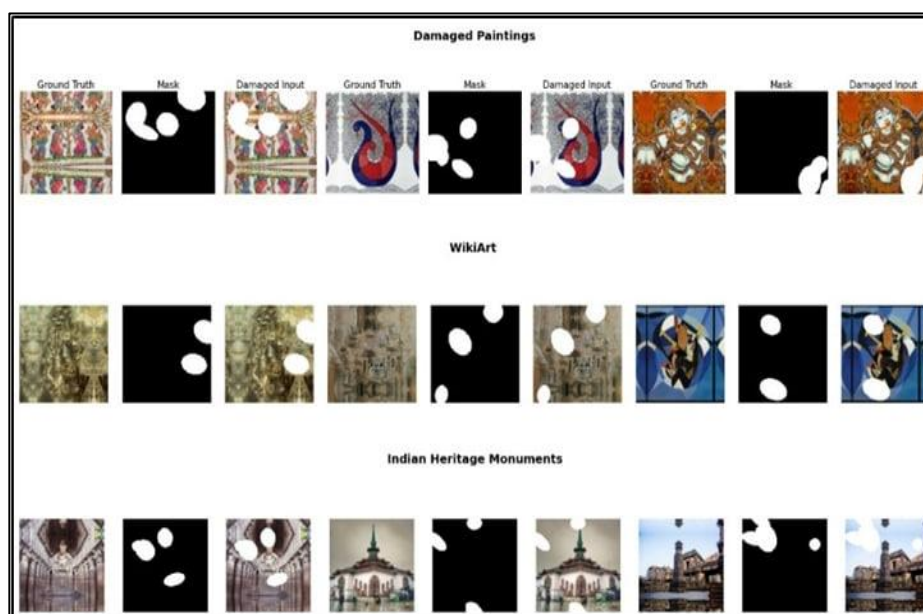 Damaged Paintings
Ground Truth Mask Damaged Input Ground Truth Mask Damaged Input Ground Truth Mask Damaged Input
WikiArt
Indian Heritage Monuments